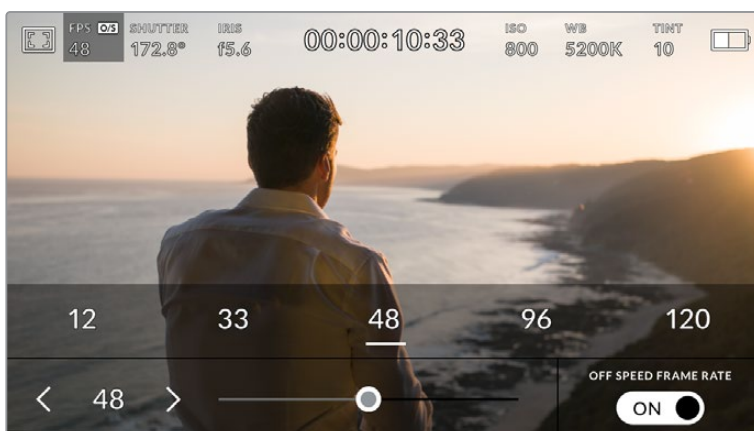 FPS O/S SHUTTER IRIS 00:00:10:33 ISO WB TINT
48 172.8° f5.6 800 5200K 10
12 33 48 96 120
OFF SPEED FRAME RATE
48 ON